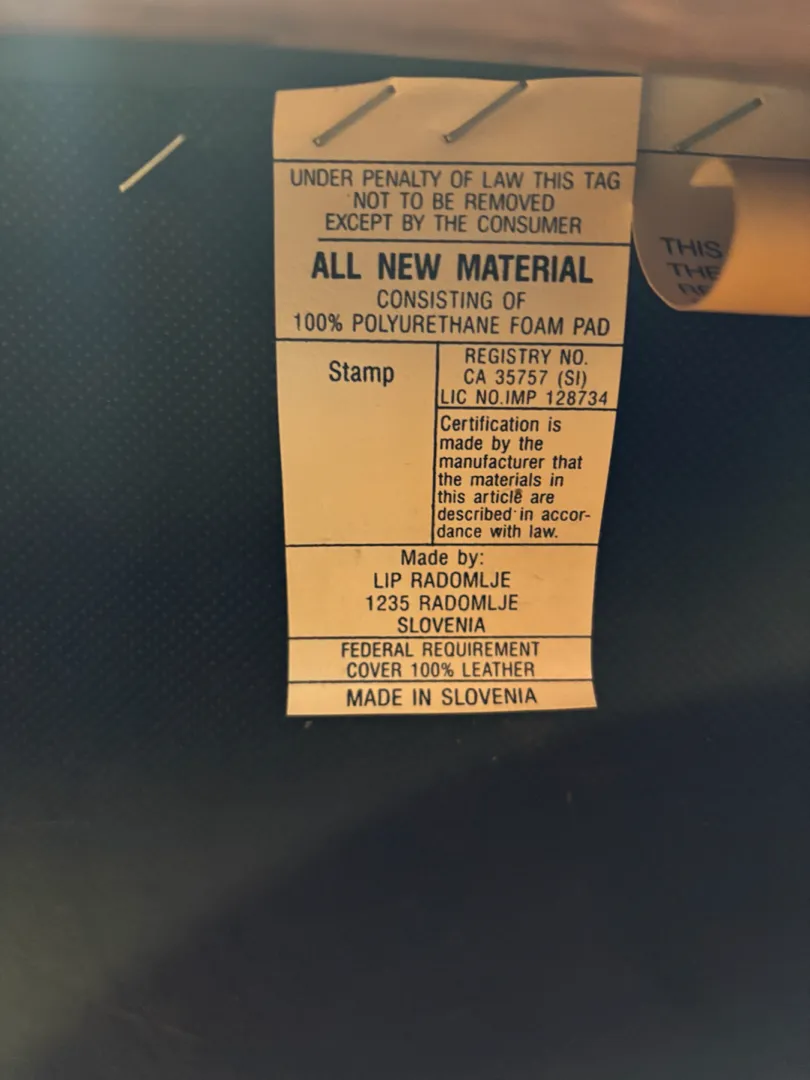 UNDER PENALTY OF LAW THIS TAG
NOT TO BE REMOVED
EXCEPT BY THE CONSUMER
ALL NEW MATERIAL
CONSISTING OF
100% POLYURETHANE FOAM PAD
Stamp
REGISTRY NO.
CA 35757 (SI)
LIC NO.IMP 128734
Certification is
made by the
manufacturer that
the materials in
this article are
described in accor-
dance with law.
Made by:
LIP RADOMLJE
1235 RADOMLJE
SLOVENIA
FEDERAL REQUIREMENT
COVER 100% LEATHER
MADE IN SLOVENIA
THIS
THE